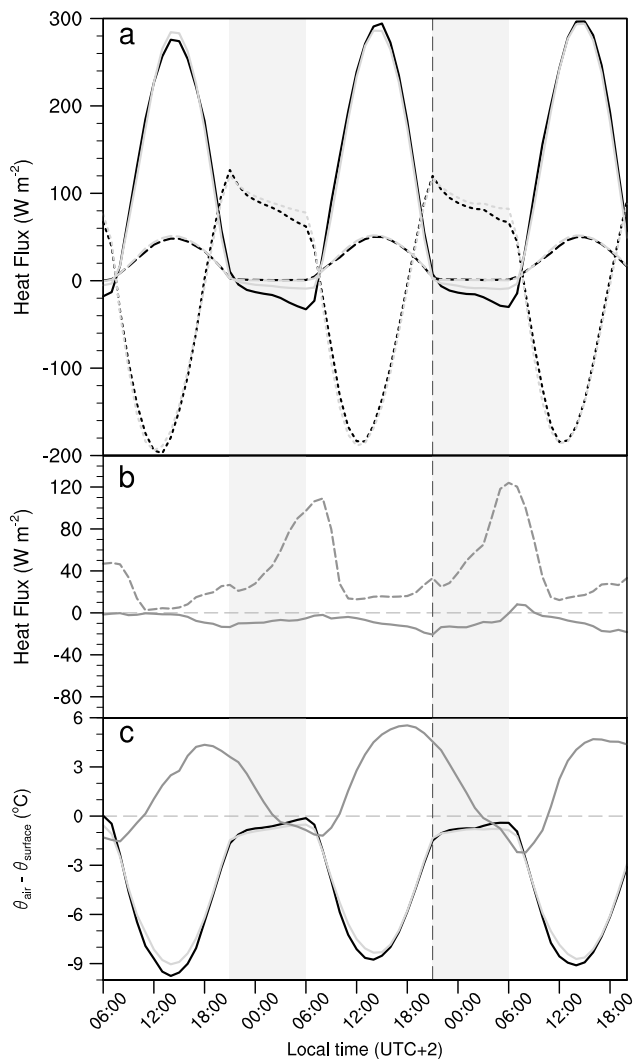 a
300
200
100
0
-100
-200
Heat Flux (W m⁻²)
b
120
80
40
0
-40
-80
Heat Flux (W m⁻²)
c
6
3
0
-3
-6
-9
θair - θsurface (°C)
06:00 12:00 18:00 00:00 06:00 12:00 18:00 00:00 06:00 12:00 18:00
Local time (UTC+2)